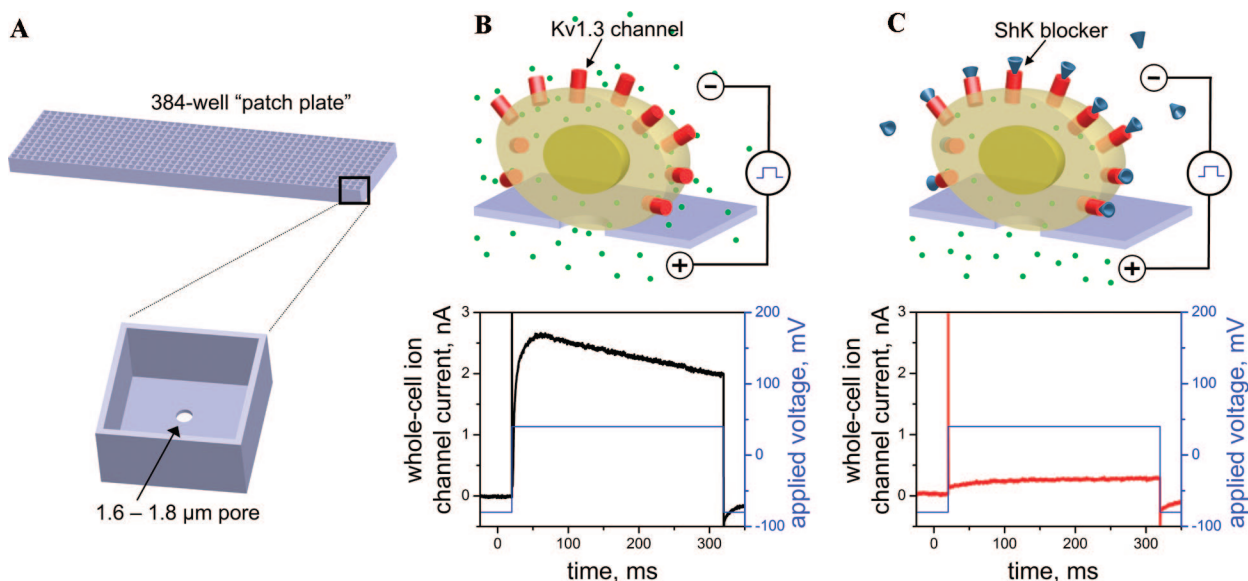 A
384-well "patch plate"
1.6 – 1.8 µm pore
B
Kv1.3 channel
−
+
whole-cell ion
channel current, nA
3
2
1
0
200
150
100
50
0
-50
-100
applied voltage, mV
0
100
200
300
time, ms
C
ShK blocker
−
+
whole-cell ion
channel current, nA
3
2
1
0
200
100
0
-100
applied voltage, mV
0
100
200
300
time, ms